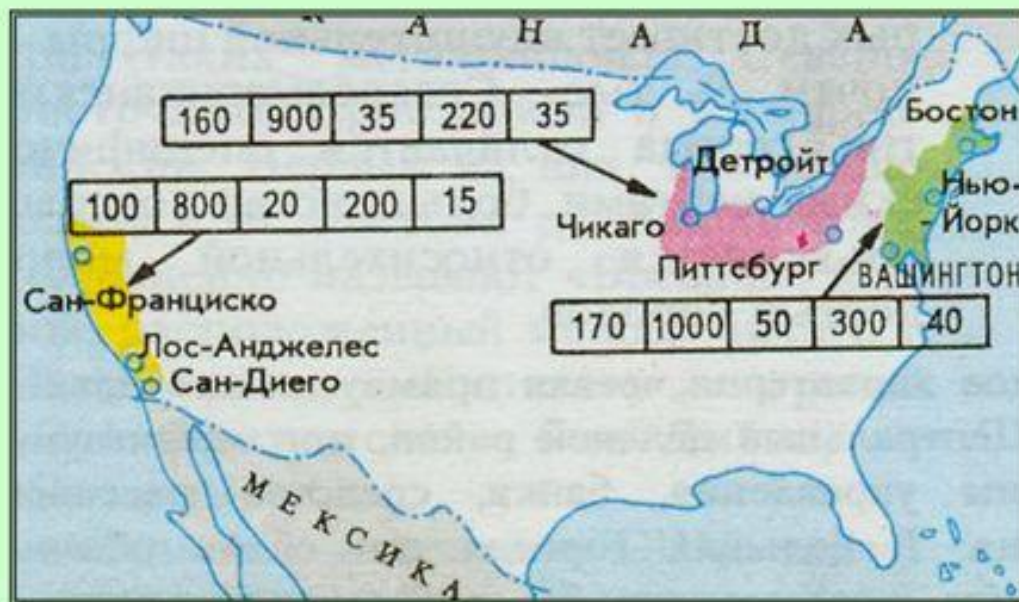 КАНАДА
160 900 35 220 35
Бостон
Детройт
100 800 20 200 15
Нью-
Йорк
Чикаго
Питтсбург
ВАШИНГТОН
Сан-Франциско
170 1000 50 300 40
Лос-Анджелес
Сан-Диего
МЕКСИКА